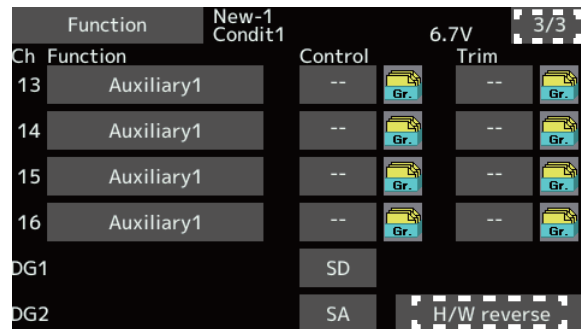 Function New-1 3/3
Condit1 6.7V
Ch Function Control Trim
13 Auxiliary1 -- Gr. -- Gr.
14 Auxiliary1 -- Gr. -- Gr.
15 Auxiliary1 -- Gr. -- Gr.
16 Auxiliary1 -- Gr. -- Gr.
DG1 SD
DG2 SA H/W reverse